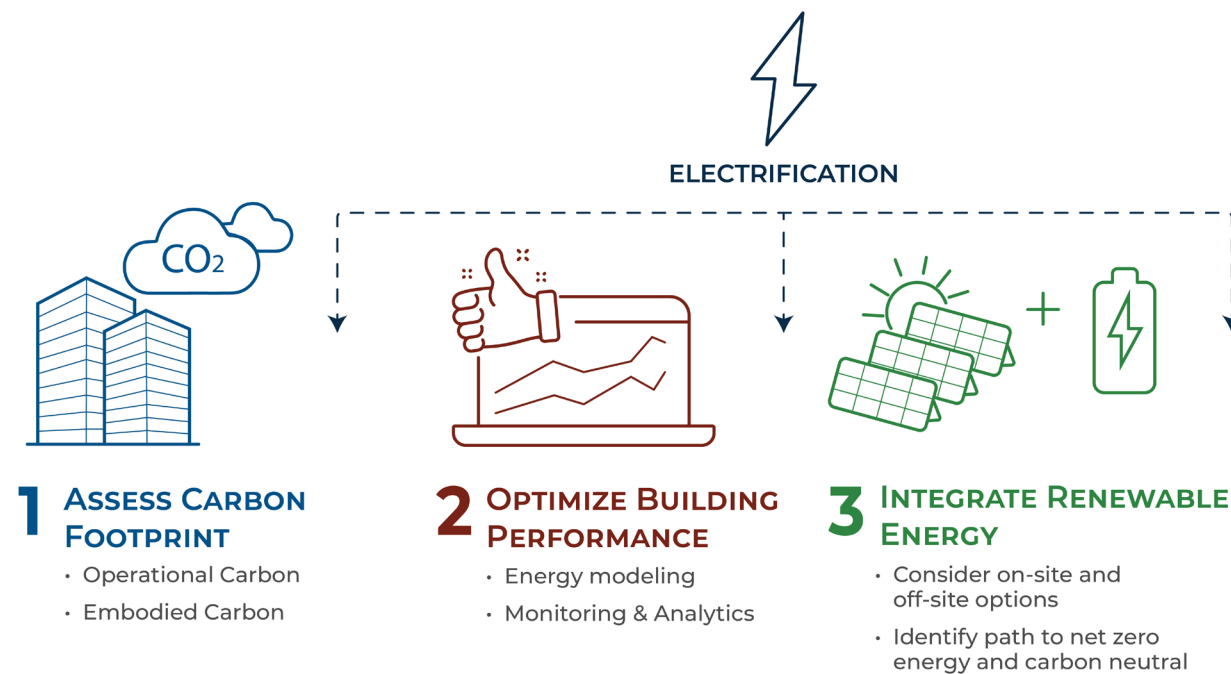 ELECTRIFICATION
CO2
1 ASSESS CARBON
FOOTPRINT
• Operational Carbon
• Embodied Carbon
2 OPTIMIZE BUILDING
PERFORMANCE
• Energy modeling
• Monitoring & Analytics
3 INTEGRATE RENEWABLE
ENERGY
• Consider on-site and
off-site options
• Identify path to net zero
energy and carbon neutral